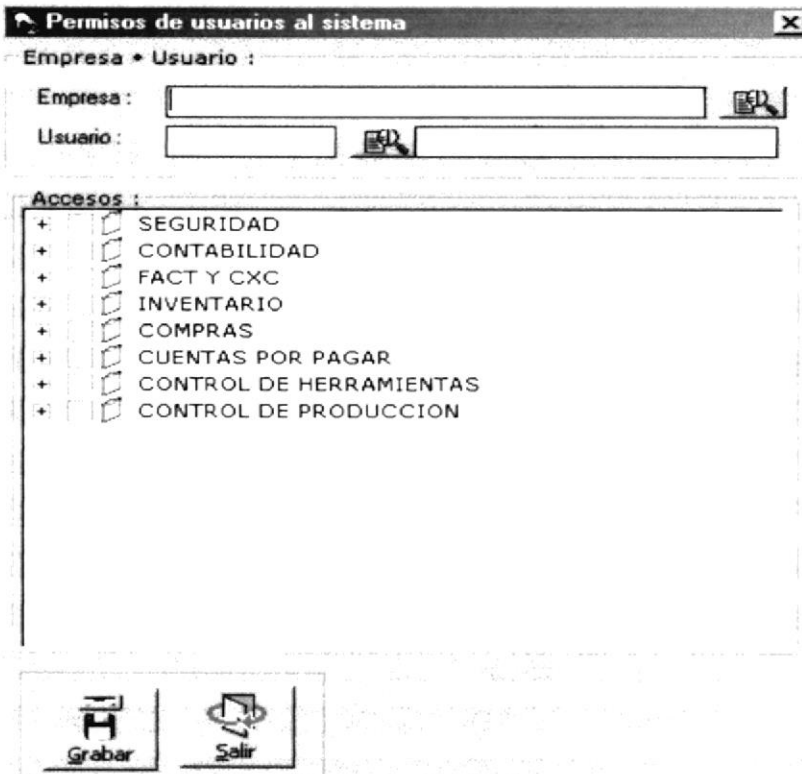 Permisos de usuarios al sistema
Empresa • Usuario :
Empresa :
Usuario :
Accesos :
SEGURIDAD
CONTABILIDAD
FACT Y CXC
INVENTARIO
COMPRAS
CUENTAS POR PAGAR
CONTROL DE HERRAMIENTAS
CONTROL DE PRODUCCION
Grabar Salir